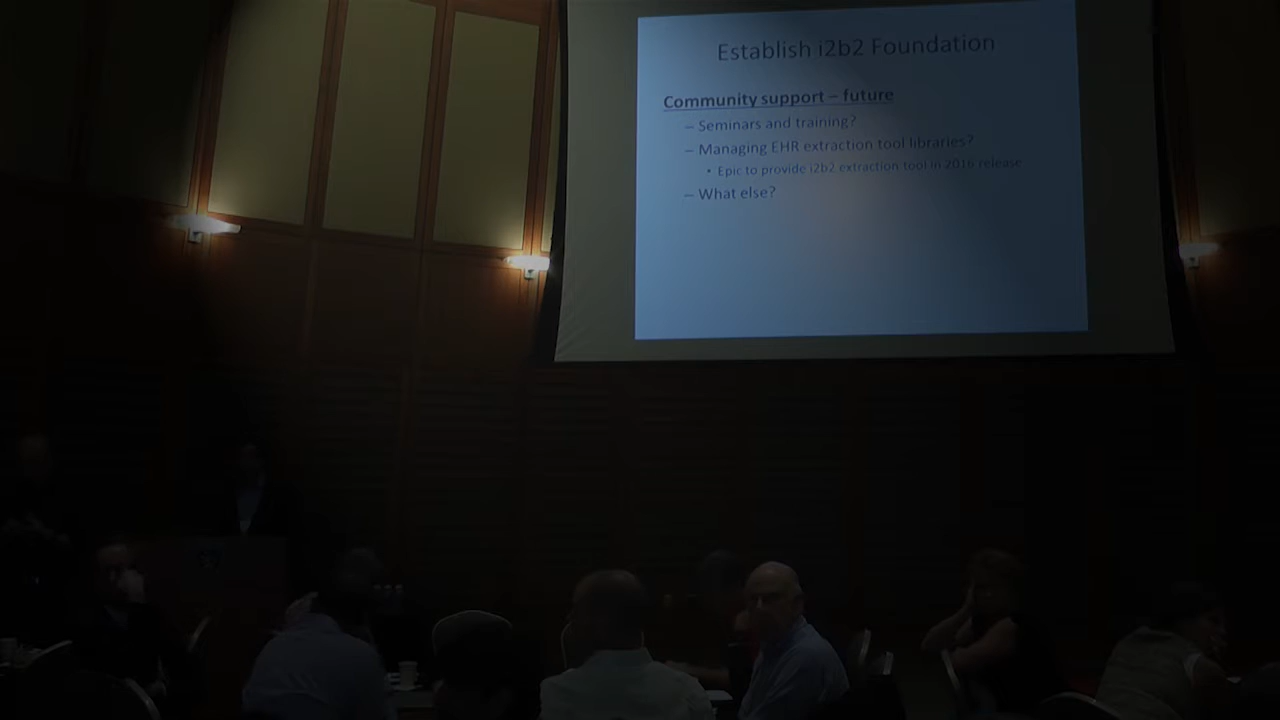 Establish i2b2 Foundation
Community support – future
– Seminars and training?
– Managing EHR extraction tool libraries?
• Epic to provide i2b2 extraction tool in 2016 release
– What else?